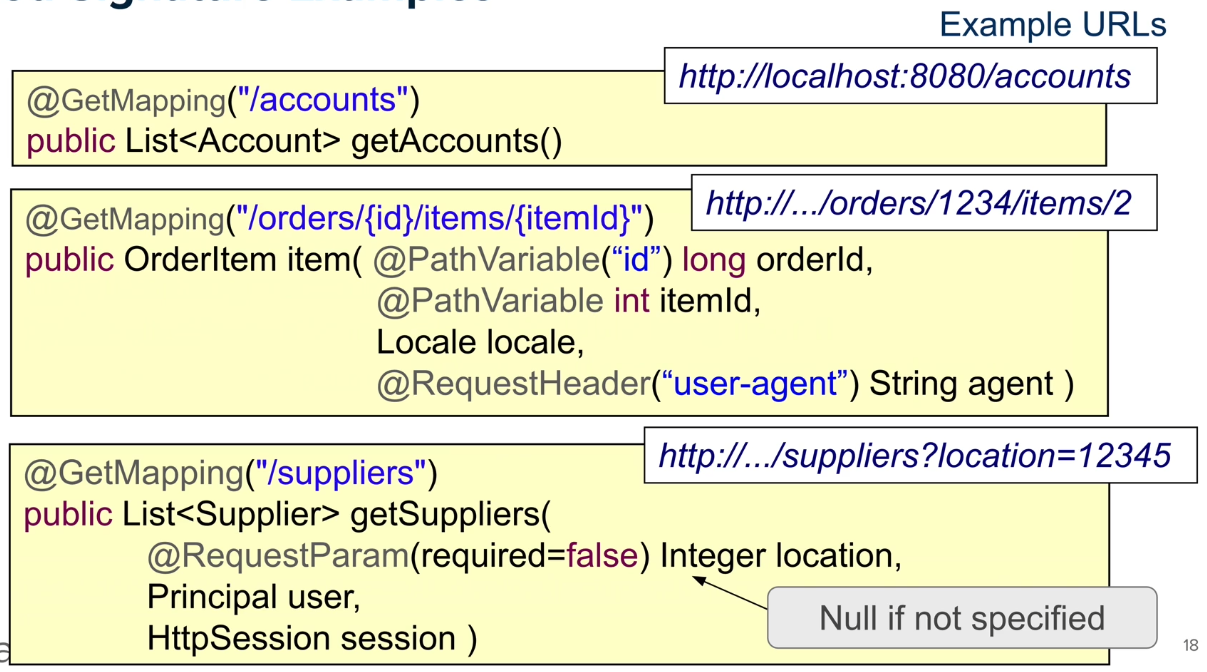 Signature Examples
Example URLs
http://localhost:8080/accounts
@GetMapping("/accounts")
public List<Account> getAccounts()
http://.../orders/1234/items/2
@GetMapping("/orders/{id}/items/{itemId}")
public OrderItem item( @PathVariable(“id”) long orderId,
@PathVariable int itemId,
Locale locale,
@RequestHeader(“user-agent”) String agent )
http://.../suppliers?location=12345
@GetMapping("/suppliers")
public List<Supplier> getSuppliers(
@RequestParam(required=false) Integer location,
Principal user,
Null if not specified
HttpSession session )
18